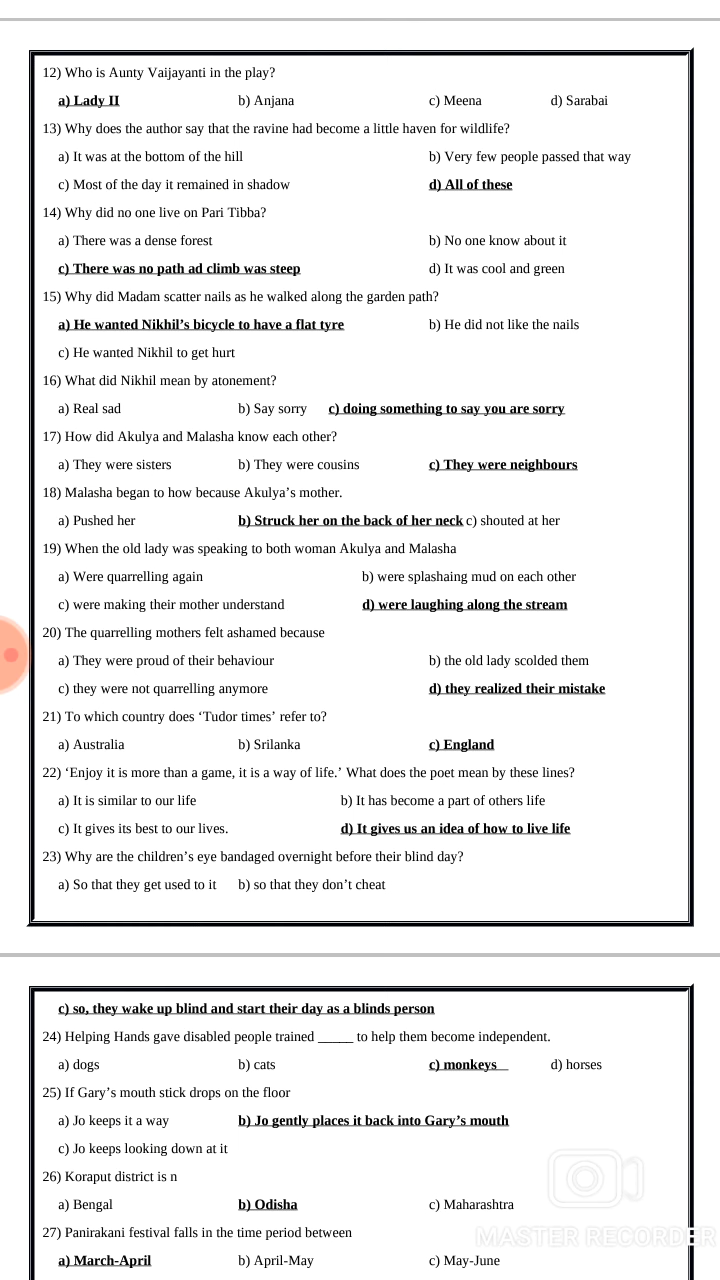 12) Who is Aunty Vaijayanti in the play?
a) Lady II b) Anjana c) Meena d) Sarabai
13) Why does the author say that the ravine had become a little haven for wildlife?
a) It was at the bottom of the hill b) Very few people passed that way
c) Most of the day it remained in shadow d) All of these
14) Why did no one live on Pari Tibba?
a) There was a dense forest b) No one know about it
c) There was no path ad climb was steep d) It was cool and green
15) Why did Madam scatter nails as he walked along the garden path?
a) He wanted Nikhil’s bicycle to have a flat tyre b) He did not like the nails
c) He wanted Nikhil to get hurt
16) What did Nikhil mean by atonement?
a) Real sad b) Say sorry c) doing something to say you are sorry
17) How did Akulya and Malasha know each other?
a) They were sisters b) They were cousins c) They were neighbours
18) Malasha began to how because Akulya’s mother.
a) Pushed her b) Struck her on the back of her neck c) shouted at her
19) When the old lady was speaking to both woman Akulya and Malasha
a) Were quarrelling again b) were splashaing mud on each other
c) were making their mother understand d) were laughing along the stream
20) The quarrelling mothers felt ashamed because
a) They were proud of their behaviour b) the old lady scolded them
c) they were not quarrelling anymore d) they realized their mistake
21) To which country does ‘Tudor times’ refer to?
a) Australia b) Srilanka c) England
22) ‘Enjoy it is more than a game, it is a way of life.’ What does the poet mean by these lines?
a) It is similar to our life b) It has become a part of others life
c) It gives its best to our lives. d) It gives us an idea of how to live life
23) Why are the children’s eye bandaged overnight before their blind day?
a) So that they get used to it b) so that they don’t cheat
c) so, they wake up blind and start their day as a blinds person
24) Helping Hands gave disabled people trained _____ to help them become independent.
a) dogs b) cats c) monkeys d) horses
25) If Gary’s mouth stick drops on the floor
a) Jo keeps it a way b) Jo gently places it back into Gary’s mouth
c) Jo keeps looking down at it
26) Koraput district is n
a) Bengal b) Odisha c) Maharashtra
MASTER RECORDER
27) Panirakani festival falls in the time period between
a) March-April b) April-May c) May-June